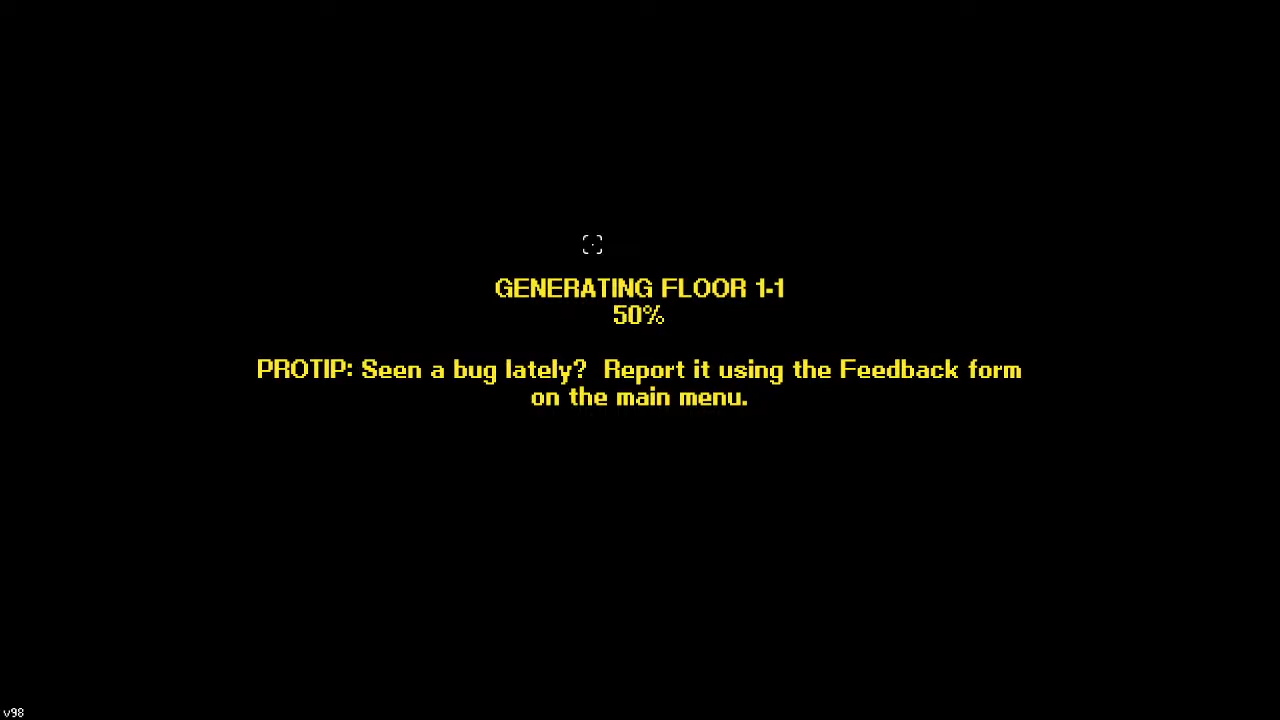 GENERATING FLOOR 1-1
50%
PROTIP: Seen a bug lately?  Report it using the Feedback form
on the main menu.
v98